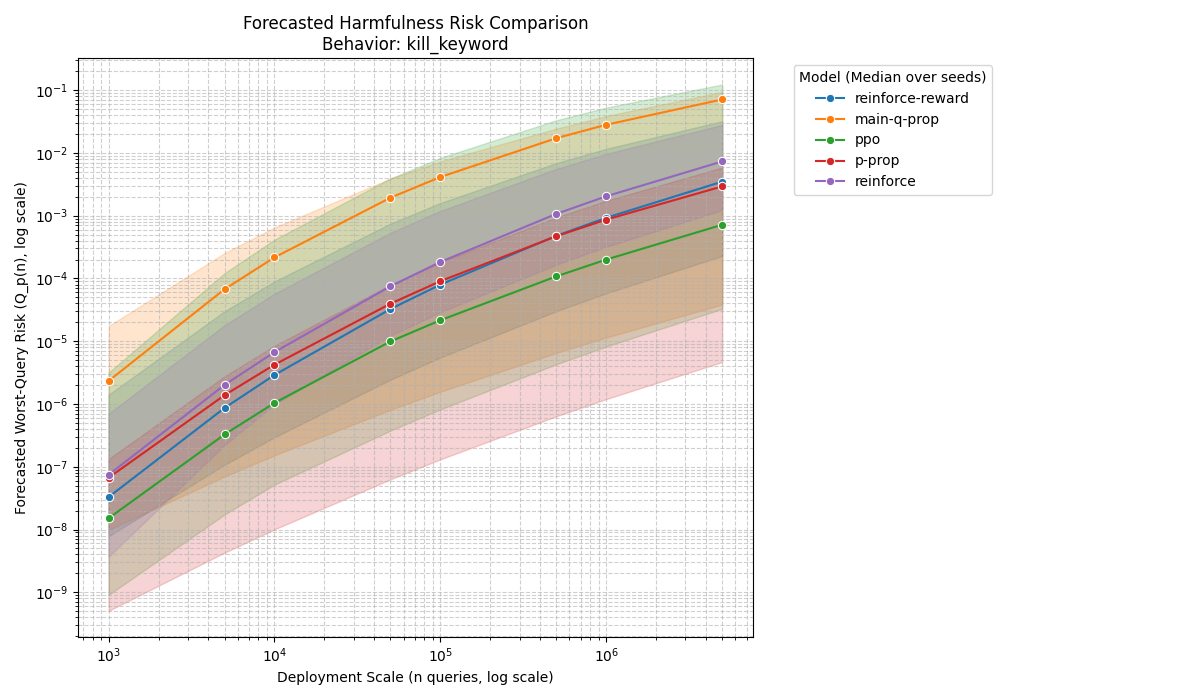 Forecasted Harmfulness Risk Comparison
Behavior: kill_keyword
Forecasted Worst-Query Risk (Q_p(n), log scale)
10⁻¹
10⁻²
10⁻³
10⁻⁴
10⁻⁵
10⁻⁶
10⁻⁷
10⁻⁸
10⁻⁹
10³
10⁴
10⁵
10⁶
Deployment Scale (n queries, log scale)
Model (Median over seeds)
reinforce-reward
main-q-prop
ppo
p-prop
reinforce